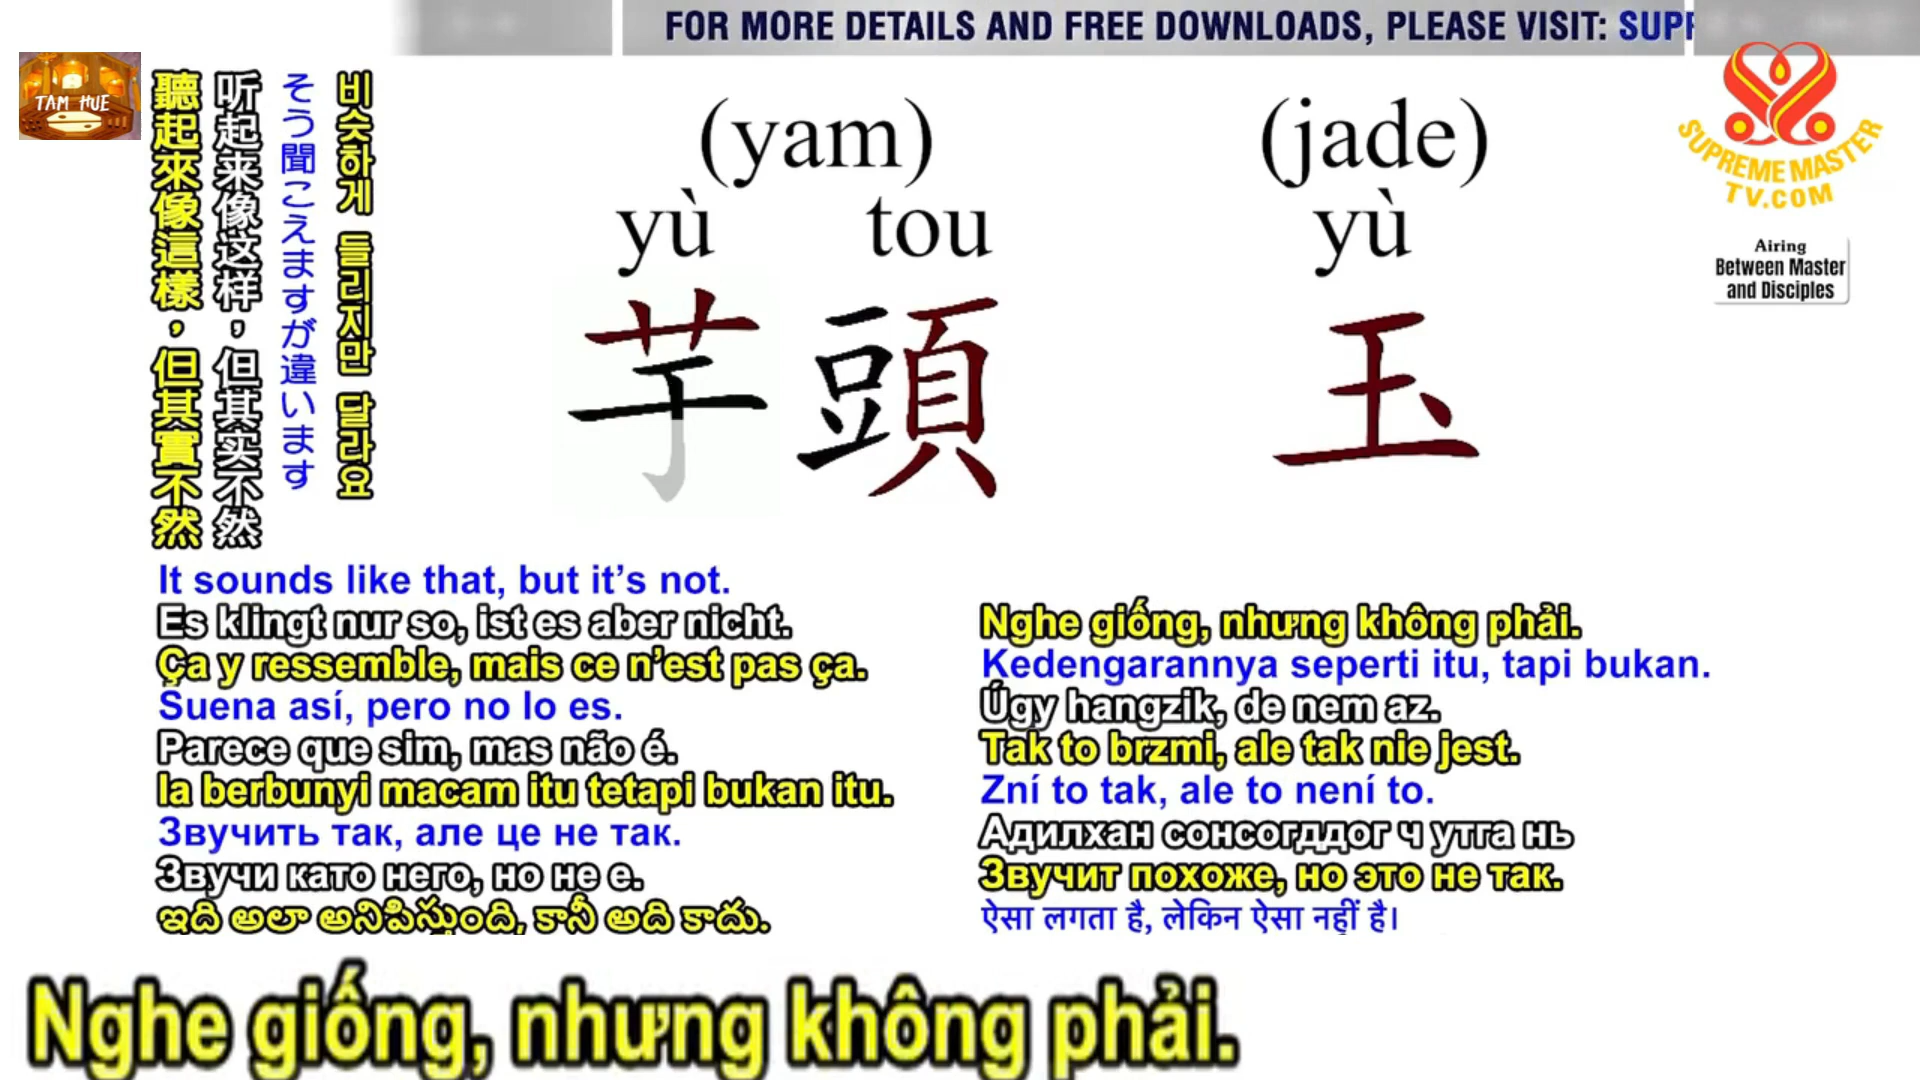 FOR MORE DETAILS AND FREE DOWNLOADS, PLEASE VISIT: SUPR
TAM HUE
聽起來像這樣，但其實不然
听起来像这样，但其实不然
そう聞こえますが違います
비슷하게 들리지만 달라요
(yam)
yù tou
芋頭
(jade)
yù
玉
SUPREME MASTER
TV.COM
Airing
Between Master
and Disciples
It sounds like that, but it’s not.
Es klingt nur so, ist es aber nicht.
Ça y ressemble, mais ce n’est pas ça.
Suena así, pero no lo es.
Parece que sim, mas não é.
Ia berbunyi macam itu tetapi bukan itu.
Звучить так, але це не так.
Звучи като него, но не е.
ఇది అలా అనిపిస్తుంది, కానీ అది కాదు.
Nghe giống, nhưng không phải.
Kedengarannya seperti itu, tapi bukan.
Úgy hangzik, de nem az.
Tak to brzmi, ale tak nie jest.
Zní to tak, ale to není to.
Адилхан сонсогддог ч утга нь
Звучит похоже, но это не так.
ऐसा लगता है, लेकिन ऐसा नहीं है।
Nghe giống, nhưng không phải.